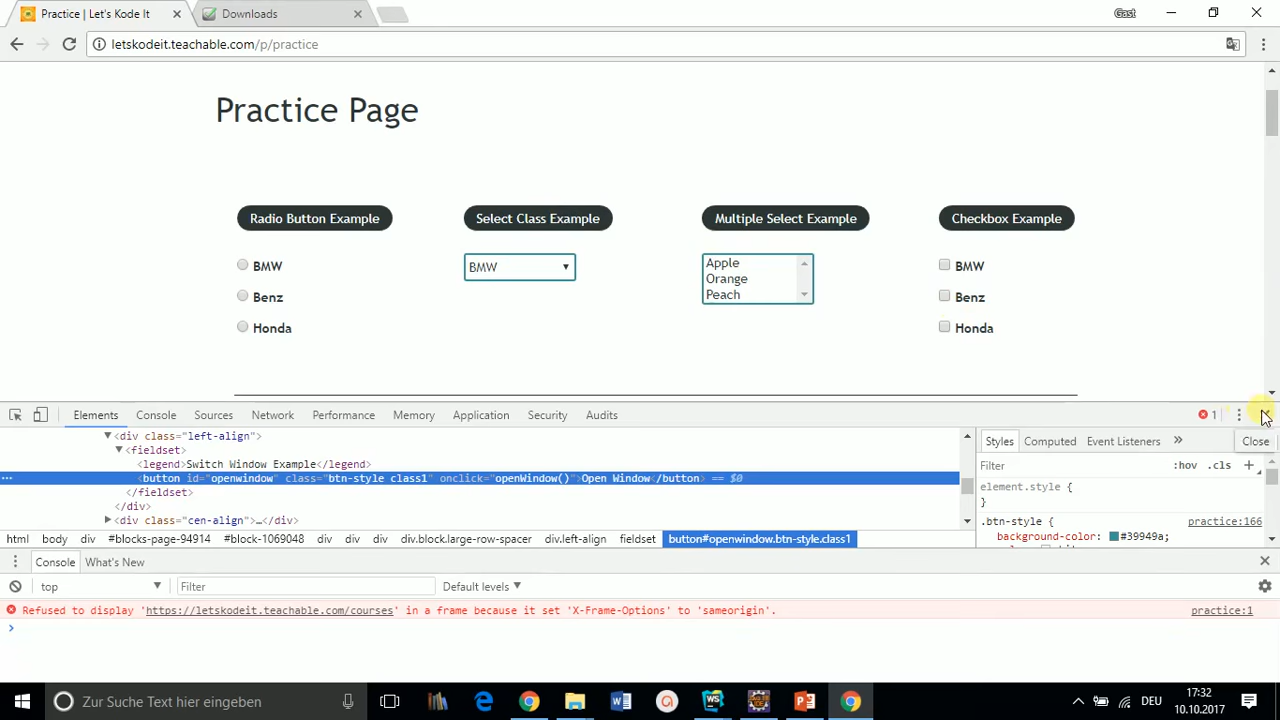 Practice | Let's Kode It
Downloads
Gast
letskodeit.teachable.com/p/practice
Practice Page
Radio Button Example
Select Class Example
Multiple Select Example
Checkbox Example
BMW
Benz
Honda
BMW
Apple
Orange
Peach
BMW
Benz
Honda
Elements Console Sources Network Performance Memory Application Security Audits
1
<div class="left-align">
<fieldset>
<legend>Switch Window Example</legend>
<button id="openwindow" class="btn-style class1" onclick="openWindow()">Open Window</button> == $0
</fieldset>
</div>
<div class="cen-align">…</div>
html body div #blocks-page-94914 #block-1069048 div div.block.large-row-spacer div.left-align fieldset button#openwindow.btn-style.class1
Styles Computed Event Listeners »
Close
Filter :hov .cls +
element.style {
}
.btn-style { practice:166
background-color: #39949a;
Console What's New
top Filter Default levels
Refused to display 'https://letskodeit.teachable.com/courses' in a frame because it set 'X-Frame-Options' to 'sameorigin'. practice:1
Zur Suche Text hier eingeben
DEU
17:32
10.10.2017